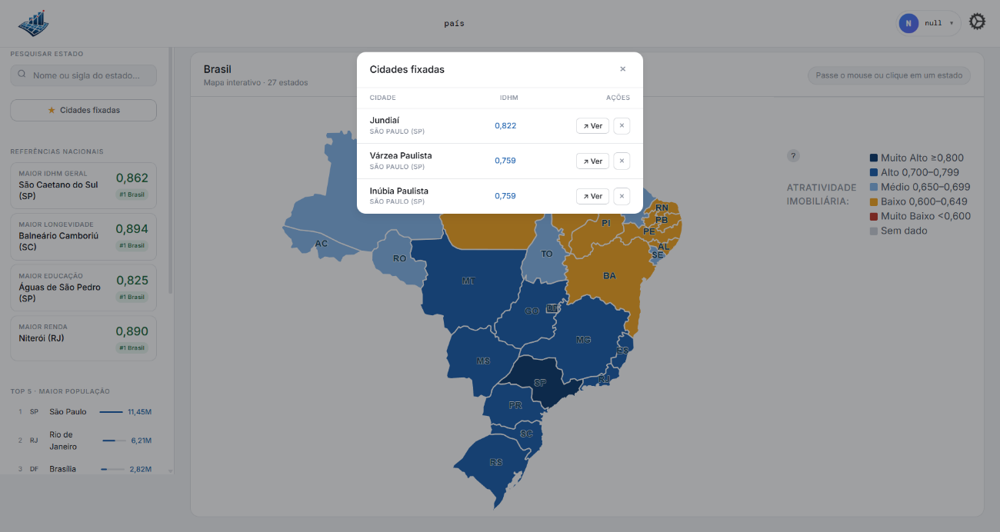 país
N null
PESQUISAR ESTADO
Nome ou sigla do estado...
★ Cidades fixadas
REFERÊNCIAS NACIONAIS
MAIOR IDHM GERAL
São Caetano do Sul
(SP)
0,862
#1 Brasil
MAIOR LONGEVIDADE
Balneário Camboriú
(SC)
0,894
#1 Brasil
MAIOR EDUCAÇÃO
Águas de São Pedro
(SP)
0,825
#1 Brasil
MAIOR RENDA
Niterói (RJ)
0,890
#1 Brasil
TOP 5 · MAIOR POPULAÇÃO
1 SP São Paulo 11,45M
2 RJ Rio de
Janeiro 6,21M
3 DF Brasília 2,82M
Brasil
Mapa interativo · 27 estados
Passe o mouse ou clique em um estado
Cidades fixadas ×
CIDADE IDHM AÇÕES
Jundiaí
SÃO PAULO (SP)
0,822 ↗ Ver ×
Várzea Paulista
SÃO PAULO (SP)
0,759 ↗ Ver ×
Inúbia Paulista
SÃO PAULO (SP)
0,759 ↗ Ver ×
?
ATRATIVIDADE
IMOBILIÁRIA:
Muito Alto ≥0,800
Alto 0,700–0,799
Médio 0,650–0,699
Baixo 0,600–0,649
Muito Baixo <0,600
Sem dado
RN
PI
PB
PE
AC
AL
RO
TO
SE
MT
BA
GO
DF
MG
ES
MS
SP
RJ
PR
SC
RS